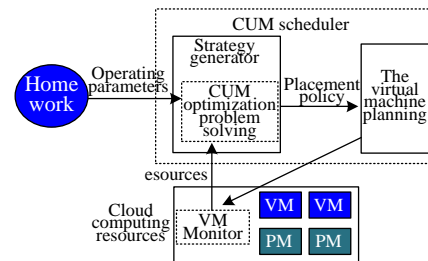 CUM scheduler
Strategy
generator
Home
work
Operating
parameters
CUM
optimization
problem
solving
Placement
policy
The
virtual
machine
planning
esources
Cloud
computing
resources
VM
Monitor
VM
VM
PM
PM